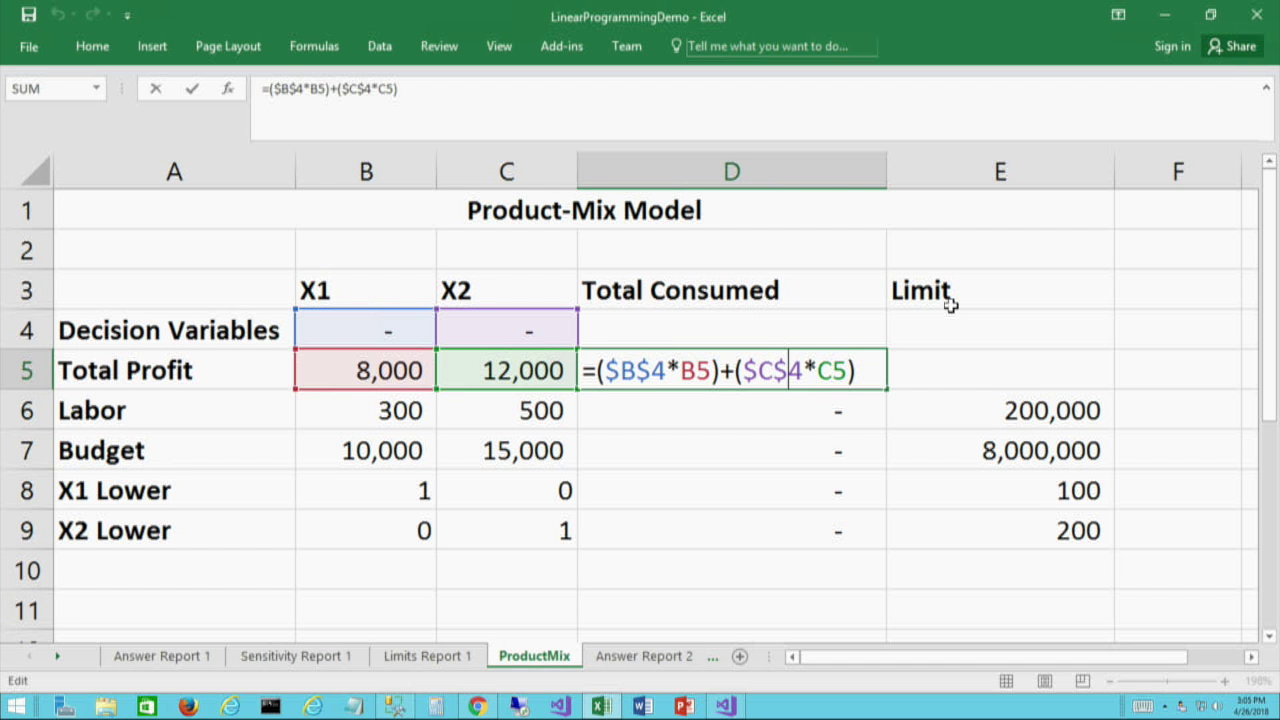 LinearProgrammingDemo - Excel
Sign in
Share
File Home Insert Page Layout Formulas Data Review View Add-ins Team Tell me what you want to do...
SUM
fx
=($B$4*B5)+($C$4*C5)
A B C D E F
1 Product-Mix Model
2
3 X1 X2 Total Consumed Limit
4 Decision Variables - -
5 Total Profit 8,000 12,000 =($B$4*B5)+($C$4*C5)
6 Labor 300 500 - 200,000
7 Budget 10,000 15,000 - 8,000,000
8 X1 Lower 1 0 - 100
9 X2 Lower 0 1 - 200
10
11
Answer Report 1 Sensitivity Report 1 Limits Report 1 ProductMix Answer Report 2 ...
Edit
198%
3:05 PM
4/26/2018